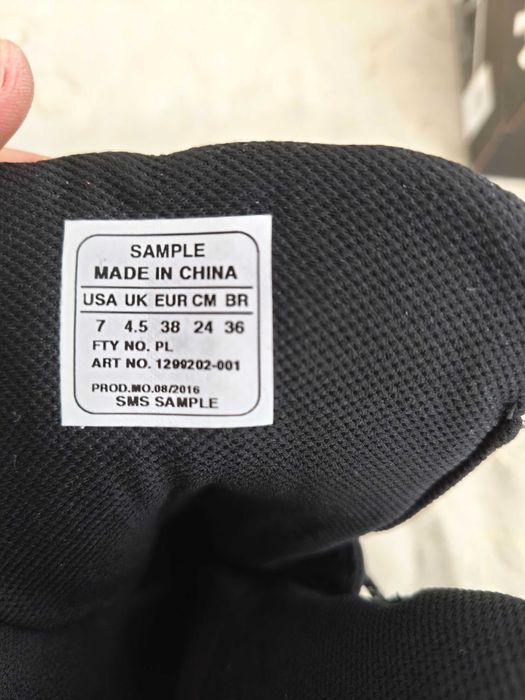 SAMPLE
MADE IN CHINA
USA UK EUR CM BR
7 4.5 38 24 36
FTY NO. PL
ART NO. 1299202-001
PROD.MO.08/2016
SMS SAMPLE